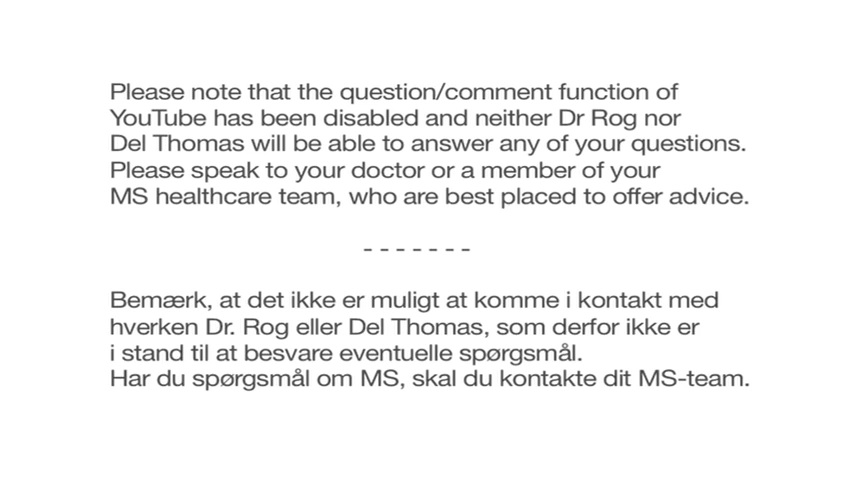 Please note that the question/comment function of
YouTube has been disabled and neither Dr Rog nor
Del Thomas will be able to answer any of your questions.
Please speak to your doctor or a member of your
MS healthcare team, who are best placed to offer advice.
- - - - - - -
Bemærk, at det ikke er muligt at komme i kontakt med
hverken Dr. Rog eller Del Thomas, som derfor ikke er
i stand til at besvare eventuelle spørgsmål.
Har du spørgsmål om MS, skal du kontakte dit MS-team.